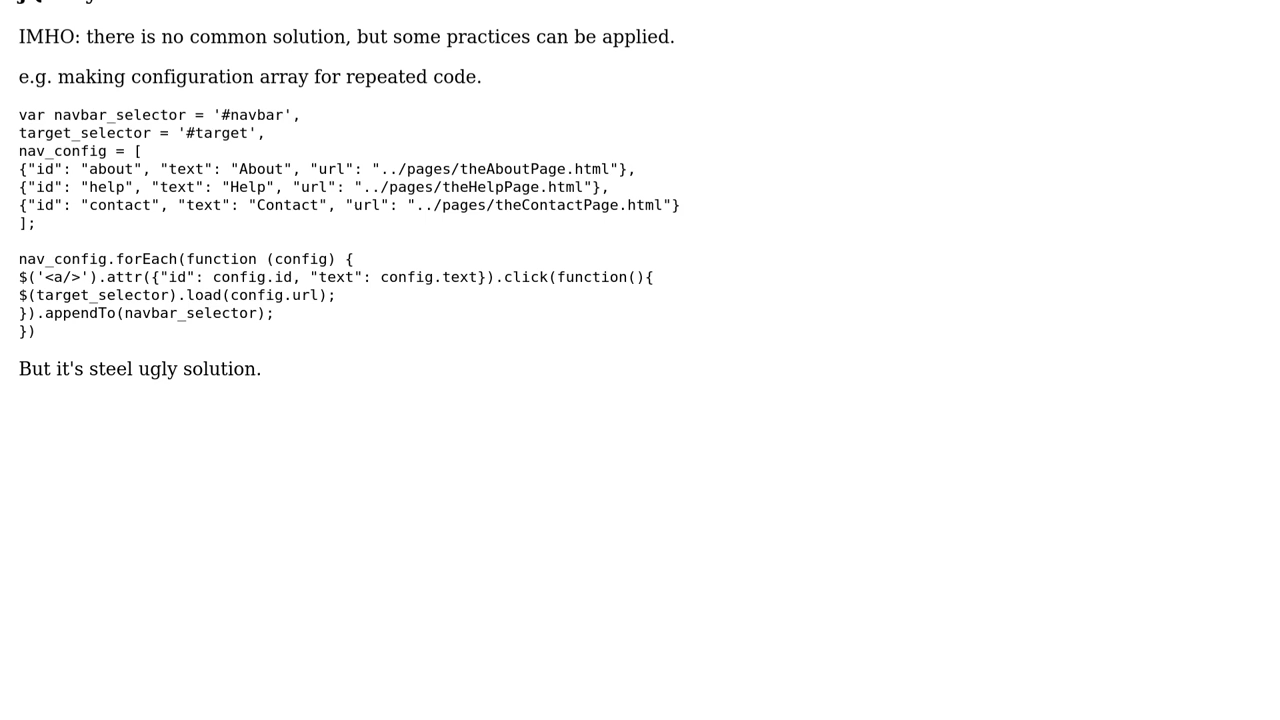 IMHO: there is no common solution, but some practices can be applied.
e.g. making configuration array for repeated code.
var navbar_selector = '#navbar',
target_selector = '#target',
nav_config = [
{"id": "about", "text": "About", "url": "../pages/theAboutPage.html"},
{"id": "help", "text": "Help", "url": "../pages/theHelpPage.html"},
{"id": "contact", "text": "Contact", "url": "../pages/theContactPage.html"}
];
nav_config.forEach(function (config) {
$('<a/>').attr({"id": config.id, "text": config.text}).click(function(){
$(target_selector).load(config.url);
}).appendTo(navbar_selector);
})
But it's steel ugly solution.